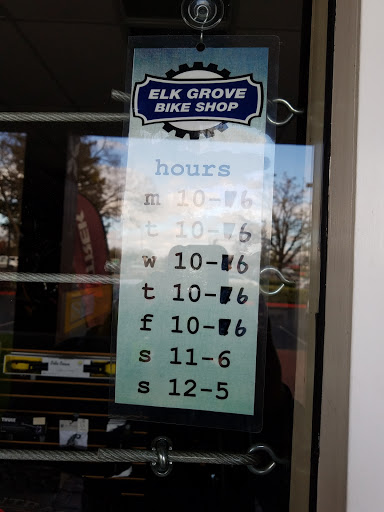 ELK GROVE
BIKE SHOP
hours
m 10-6
t 10-6
w 10-6
t 10-6
f 10-6
s 11-6
s 12-5